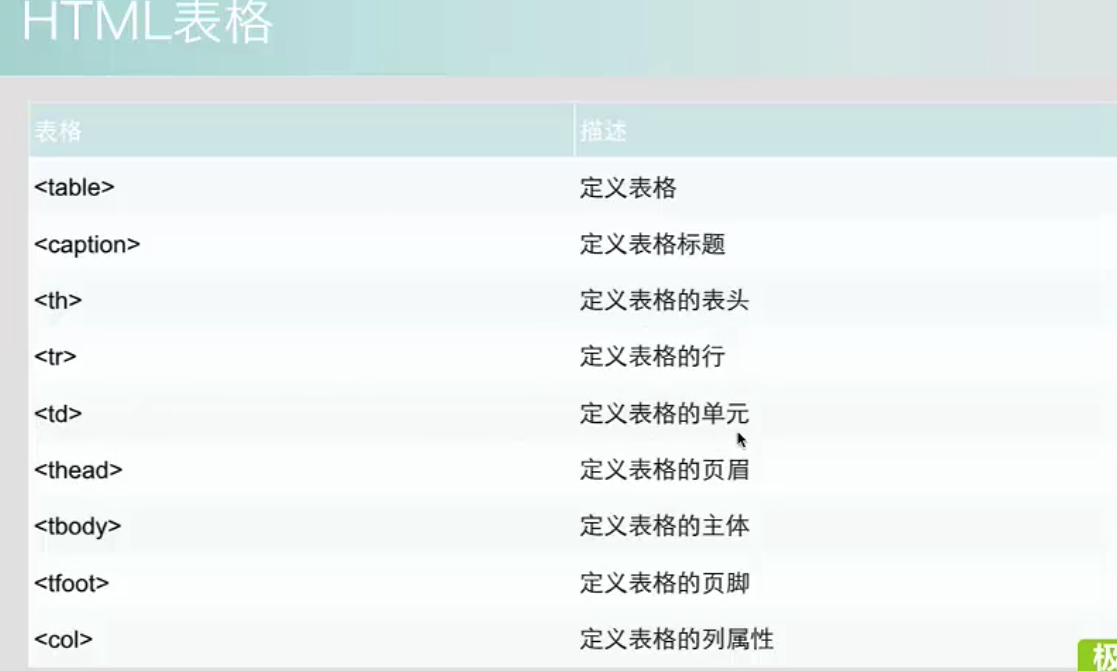 HTML表格
表格 描述
<table> 定义表格
<caption> 定义表格标题
<th> 定义表格的表头
<tr> 定义表格的行
<td> 定义表格的单元
<thead> 定义表格的页眉
<tbody> 定义表格的主体
<tfoot> 定义表格的页脚
<col> 定义表格的列属性